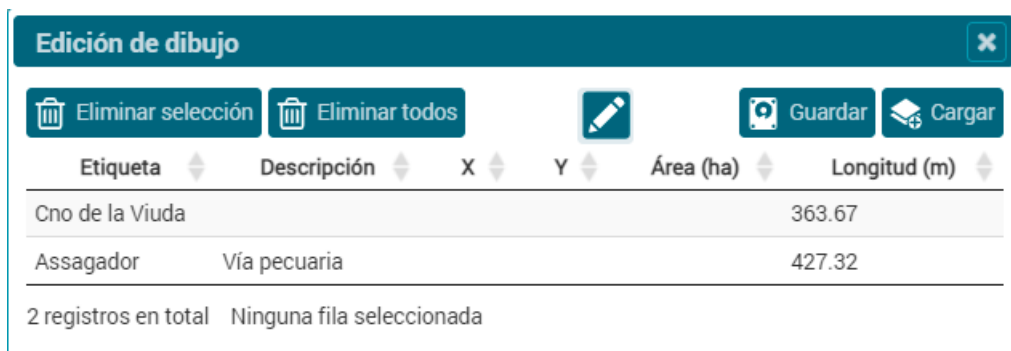 Edición de dibujo
Eliminar selección Eliminar todos Guardar Cargar
Etiqueta Descripción X Y Área (ha) Longitud (m)
Cno de la Viuda 363.67
Assagador Vía pecuaria 427.32
2 registros en total Ninguna fila seleccionada